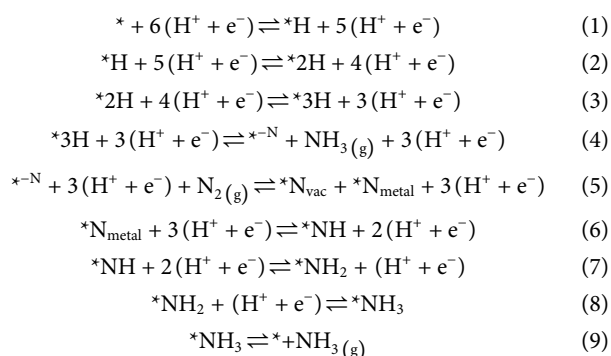 * + 6(H⁺ + e⁻)⇌*H + 5(H⁺ + e⁻) (1)
*H + 5(H⁺ + e⁻)⇌*2H + 4(H⁺ + e⁻) (2)
*2H + 4(H⁺ + e⁻)⇌*3H + 3(H⁺ + e⁻) (3)
*3H + 3(H⁺ + e⁻)⇌*⁻ᴺ + NH₃(g) + 3(H⁺ + e⁻) (4)
*⁻ᴺ + 3(H⁺ + e⁻) + N₂(g)⇌*N_vac + *N_metal + 3(H⁺ + e⁻) (5)
*N_metal + 3(H⁺ + e⁻)⇌*NH + 2(H⁺ + e⁻) (6)
*NH + 2(H⁺ + e⁻)⇌*NH₂ + (H⁺ + e⁻) (7)
*NH₂ + (H⁺ + e⁻)⇌*NH₃ (8)
*NH₃⇌*+NH₃(g) (9)